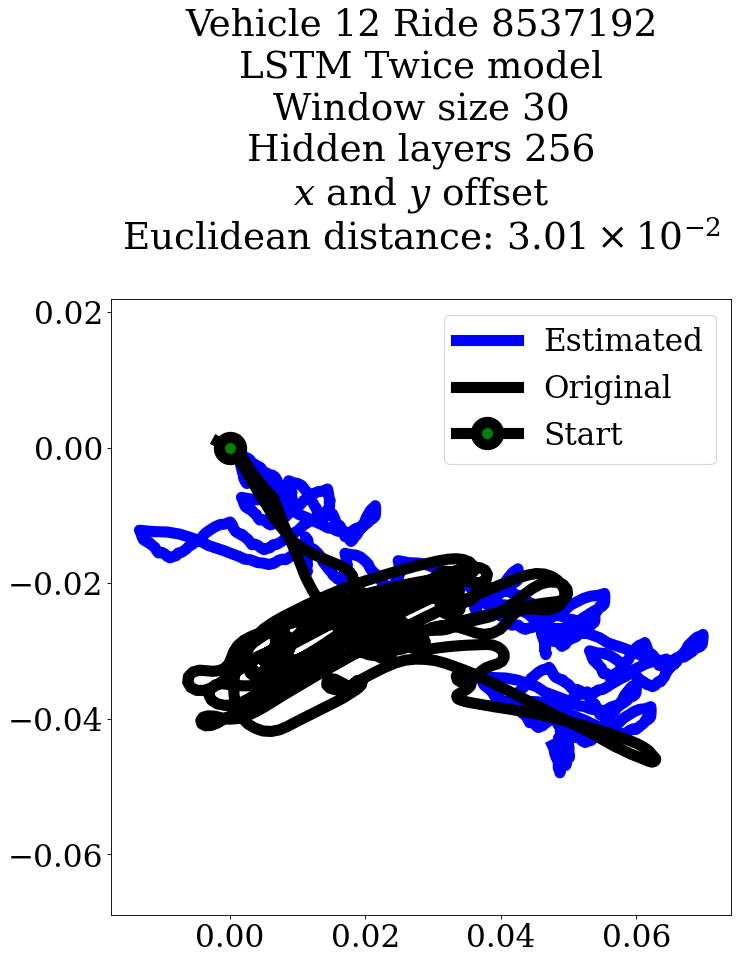 Vehicle 12 Ride 8537192
LSTM Twice model
Window size 30
Hidden layers 256
x and y offset
Euclidean distance: 3.01 × 10⁻²
Estimated
Original
Start
0.02
0.00
−0.02
−0.04
−0.06
0.00 0.02 0.04 0.06